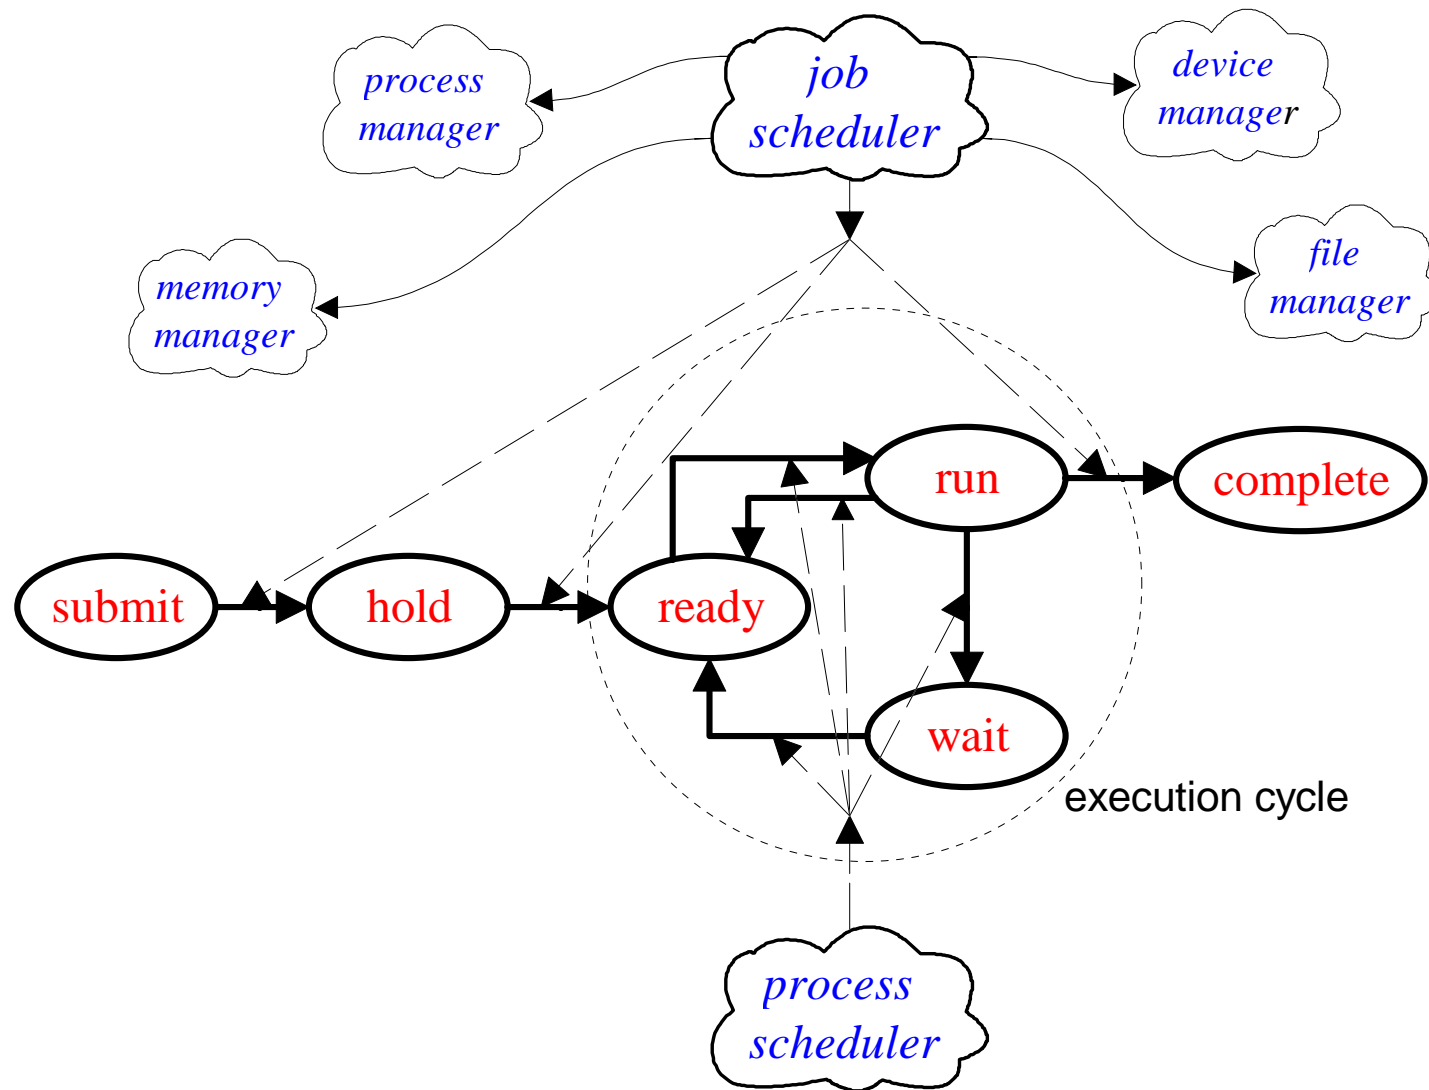 process
manager
job
scheduler
device
manager
memory
manager
file
manager
run
complete
submit
hold
ready
wait
execution cycle
process
scheduler